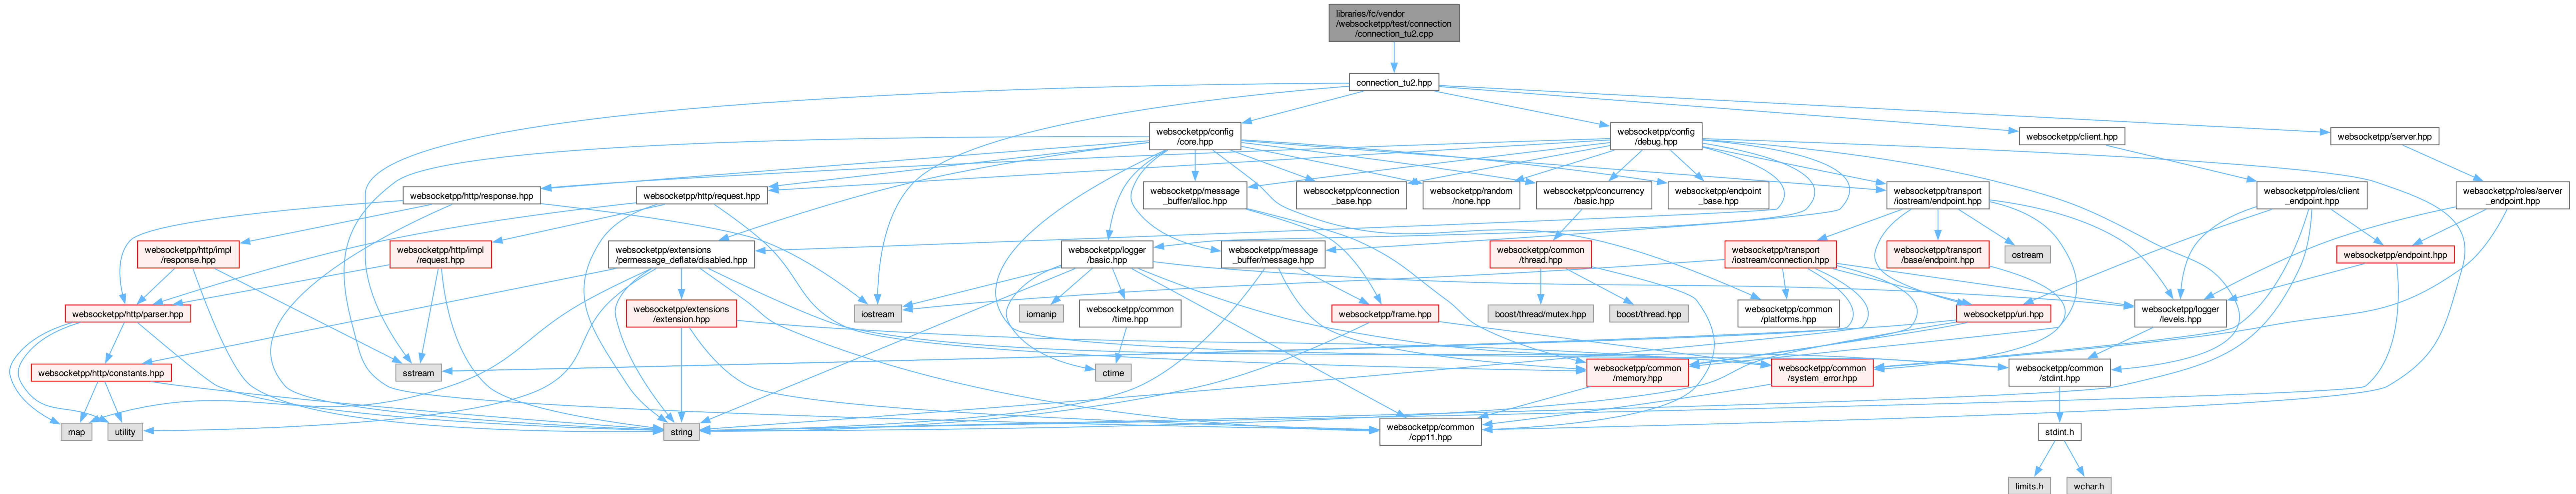 libraries/fc/vendor
/websocketpp/test/connection
/connection_tu2.cpp
connection_tu2.hpp
websocketpp/config
/core.hpp
websocketpp/config
/debug.hpp
websocketpp/client.hpp
websocketpp/server.hpp
websocketpp/http/response.hpp
websocketpp/http/request.hpp
websocketpp/message
_buffer/alloc.hpp
websocketpp/connection
_base.hpp
websocketpp/random
/none.hpp
websocketpp/concurrency
/basic.hpp
websocketpp/endpoint
_base.hpp
websocketpp/transport
/iostream/endpoint.hpp
websocketpp/roles/client
_endpoint.hpp
websocketpp/roles/server
_endpoint.hpp
websocketpp/http/impl
/response.hpp
websocketpp/http/impl
/request.hpp
websocketpp/extensions
/permessage_deflate/disabled.hpp
websocketpp/logger
/basic.hpp
websocketpp/message
_buffer/message.hpp
websocketpp/common
/thread.hpp
websocketpp/transport
/iostream/connection.hpp
websocketpp/transport
/base/endpoint.hpp
ostream
websocketpp/endpoint.hpp
websocketpp/http/parser.hpp
websocketpp/extensions
/extension.hpp
iostream
iomanip
websocketpp/common
/time.hpp
websocketpp/frame.hpp
boost/thread/mutex.hpp
boost/thread.hpp
websocketpp/common
/platforms.hpp
websocketpp/uri.hpp
websocketpp/logger
/levels.hpp
websocketpp/http/constants.hpp
sstream
ctime
websocketpp/common
/memory.hpp
websocketpp/common
/system_error.hpp
websocketpp/common
/stdint.hpp
map
utility
string
websocketpp/common
/cpp11.hpp
stdint.h
limits.h
wchar.h